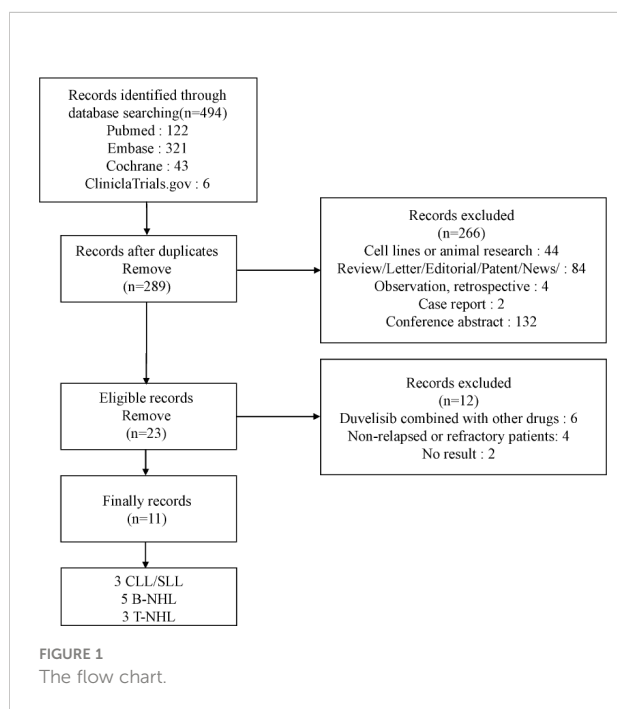 Records identified through
database searching(n=494)
Pubmed : 122
Embase : 321
Cochrane : 43
CliniclaTrials.gov : 6
Records after duplicates
Remove
(n=289)
Records excluded
(n=266)
Cell lines or animal research : 44
Review/Letter/Editorial/Patent/News/ : 84
Observation, retrospective : 4
Case report : 2
Conference abstract : 132
Eligible records
Remove
(n=23)
Records excluded
(n=12)
Duvelisib combined with other drugs : 6
Non-relapsed or refractory patients: 4
No result : 2
Finally records
(n=11)
3 CLL/SLL
5 B-NHL
3 T-NHL
FIGURE 1
The flow chart.